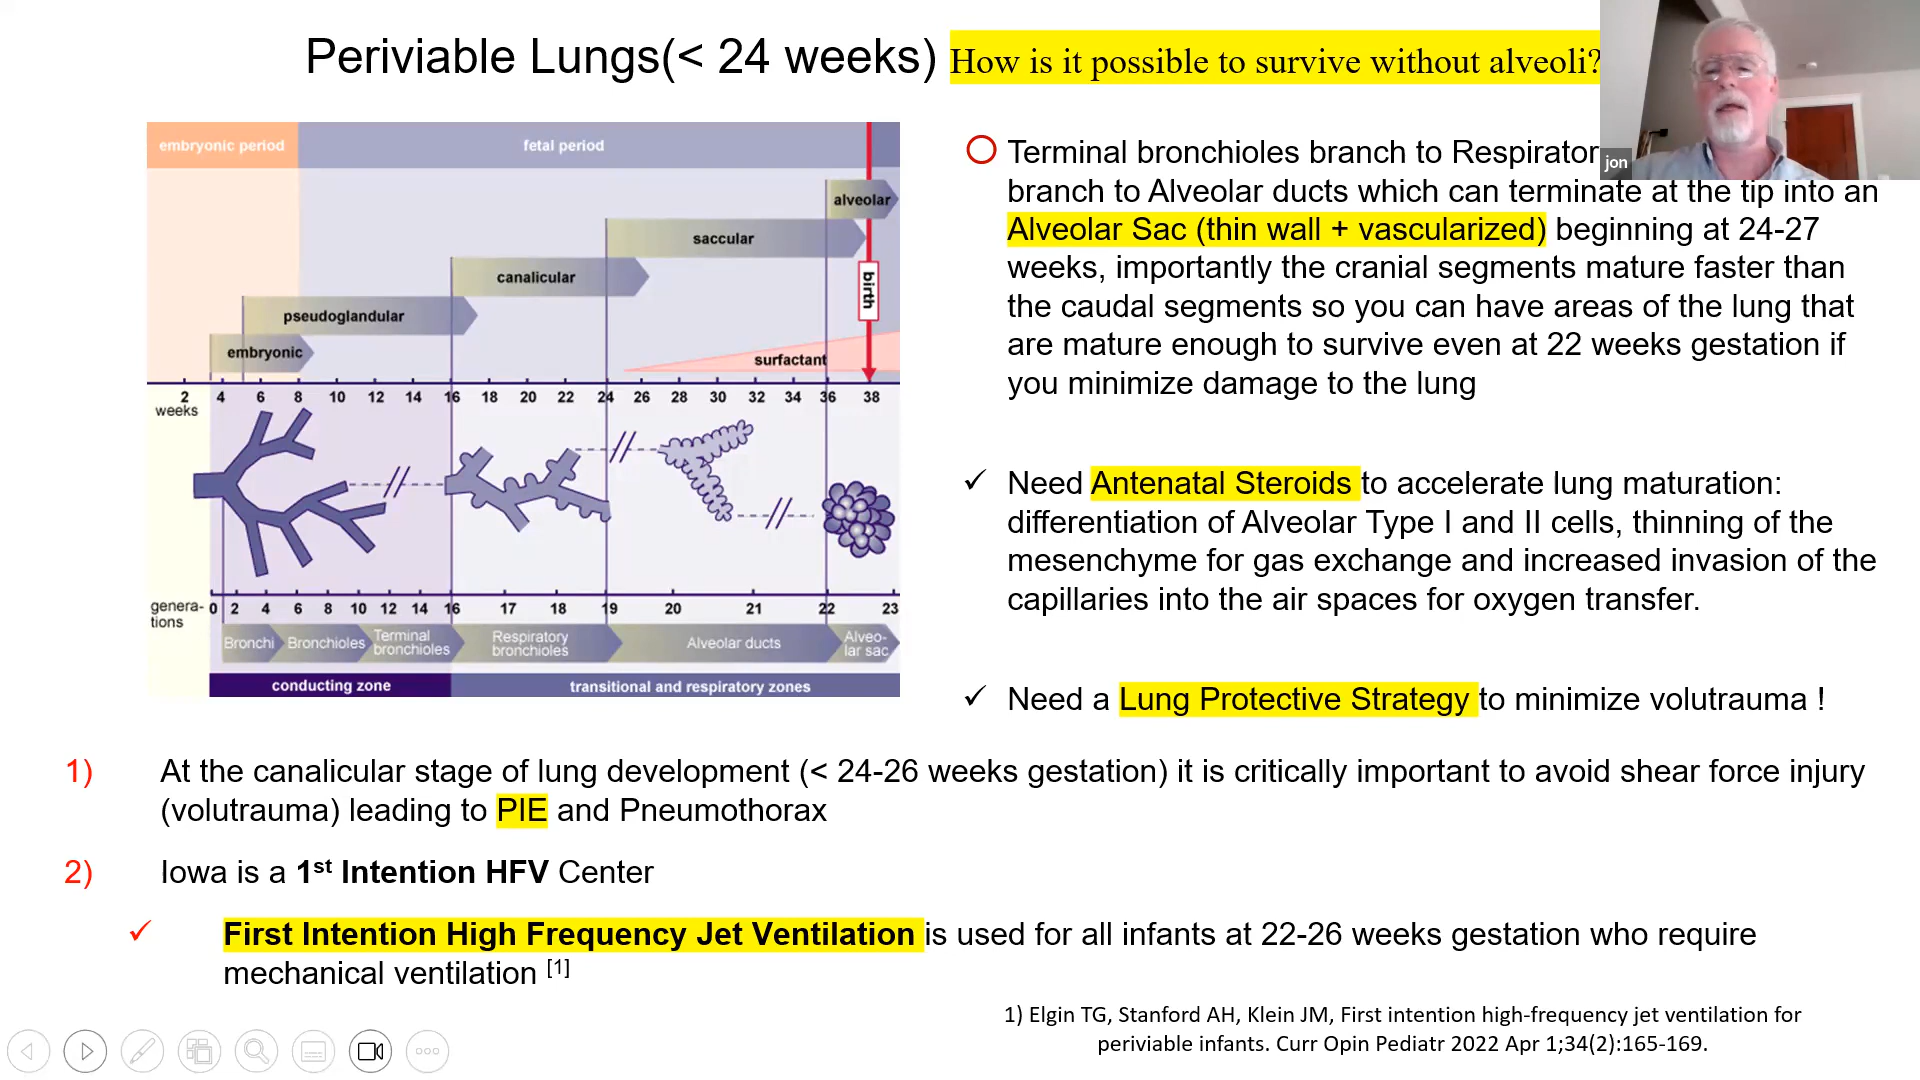 Periviable Lungs(< 24 weeks) How is it possible to survive without alveoli?
jon
embryonic period
fetal period
alveolar
saccular
canalicular
pseudoglandular
embryonic
birth
surfactant
2 4 6 8 10 12 14 16 18 20 22 24 26 28 30 32 34 36 38
weeks
genera-
tions
0 2 4 6 8 10 12 14 16 17 18 19 20 21 22 23
Bronchi
Bronchioles
Terminal
bronchioles
Respiratory
bronchioles
Alveolar ducts
Alveo-
lar sac
conducting zone
transitional and respiratory zones
Terminal bronchioles branch to Respirator
branch to Alveolar ducts which can terminate at the tip into an
Alveolar Sac (thin wall + vascularized) beginning at 24-27
weeks, importantly the cranial segments mature faster than
the caudal segments so you can have areas of the lung that
are mature enough to survive even at 22 weeks gestation if
you minimize damage to the lung
✓ Need Antenatal Steroids to accelerate lung maturation:
differentiation of Alveolar Type I and II cells, thinning of the
mesenchyme for gas exchange and increased invasion of the
capillaries into the air spaces for oxygen transfer.
✓ Need a Lung Protective Strategy to minimize volutrauma !
1) At the canalicular stage of lung development (< 24-26 weeks gestation) it is critically important to avoid shear force injury
(volutrauma) leading to PIE and Pneumothorax
2) Iowa is a 1st Intention HFV Center
✓ First Intention High Frequency Jet Ventilation is used for all infants at 22-26 weeks gestation who require
mechanical ventilation [1]
1) Elgin TG, Stanford AH, Klein JM, First intention high-frequency jet ventilation for
periviable infants. Curr Opin Pediatr 2022 Apr 1;34(2):165-169.